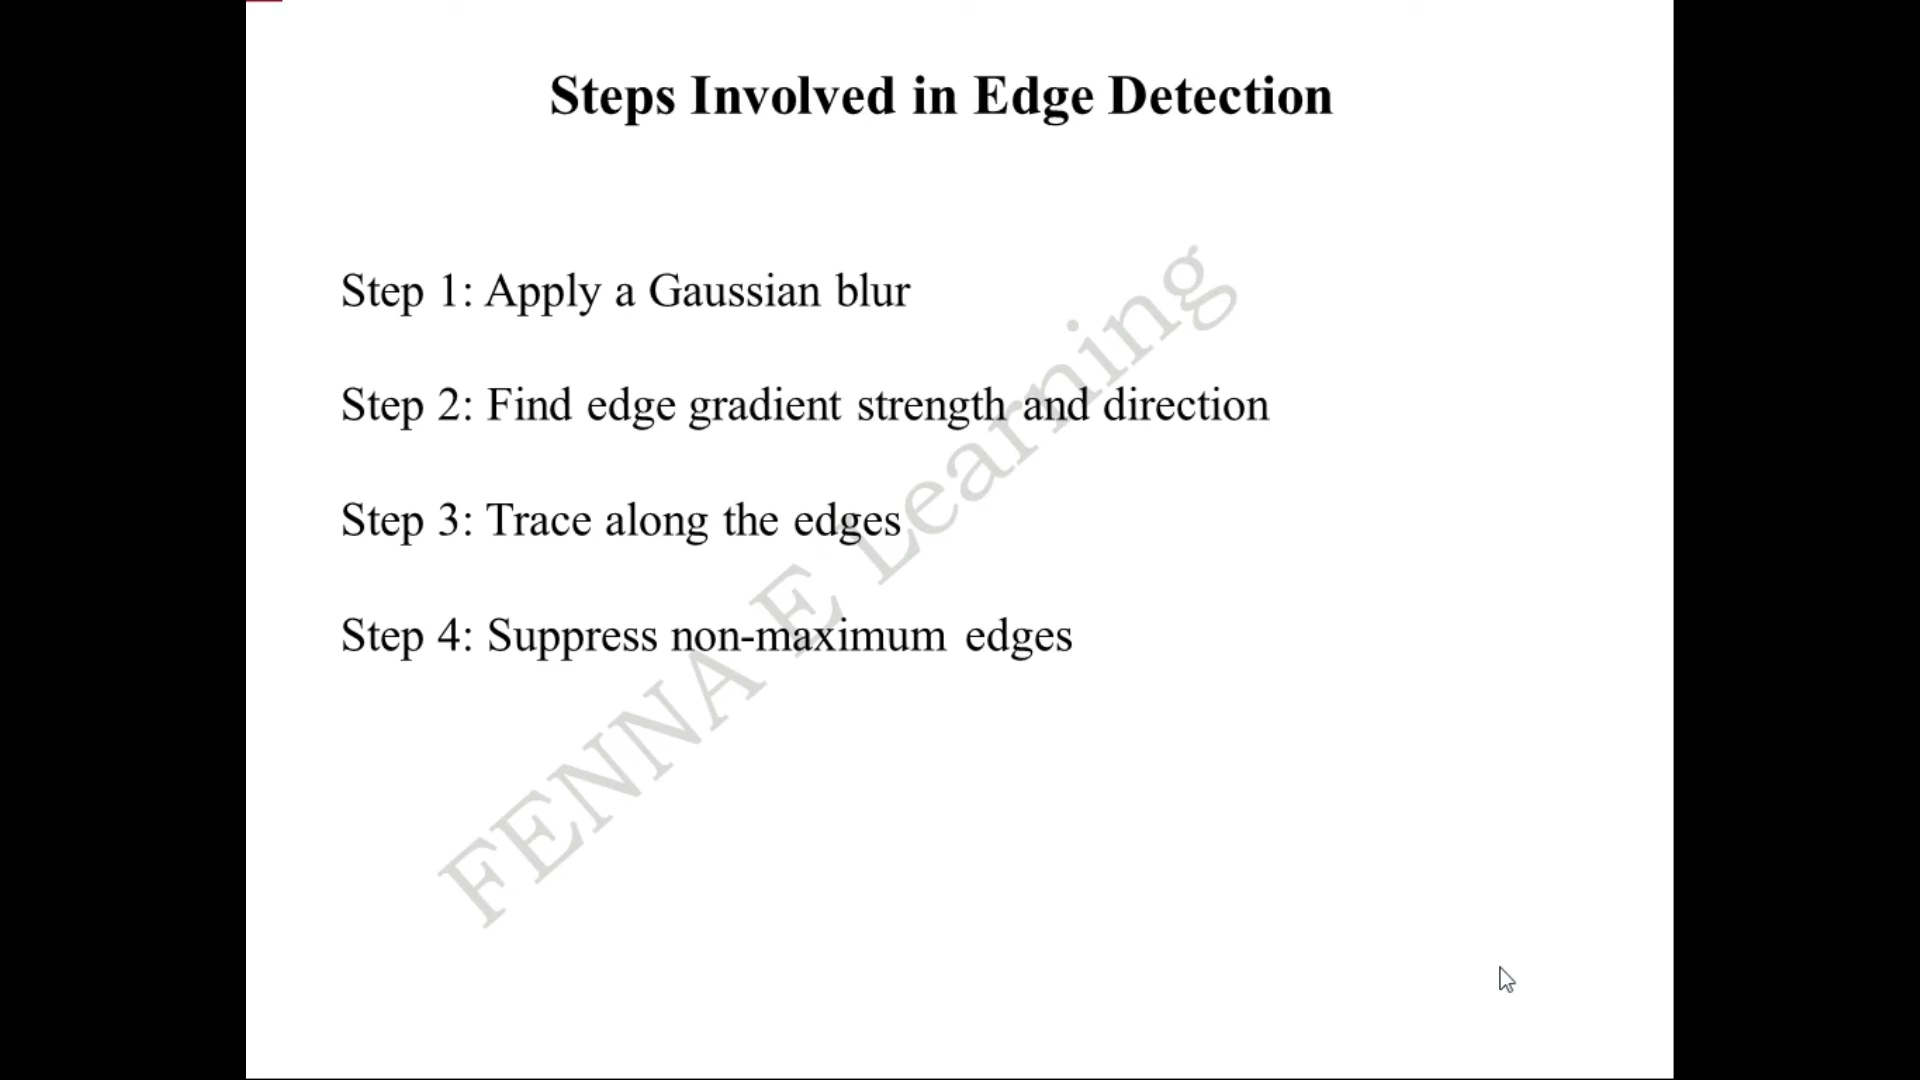 Steps Involved in Edge Detection
Step 1: Apply a Gaussian blur
Step 2: Find edge gradient strength and direction
Step 3: Trace along the edges
Step 4: Suppress non-maximum edges
FENNA E Learning